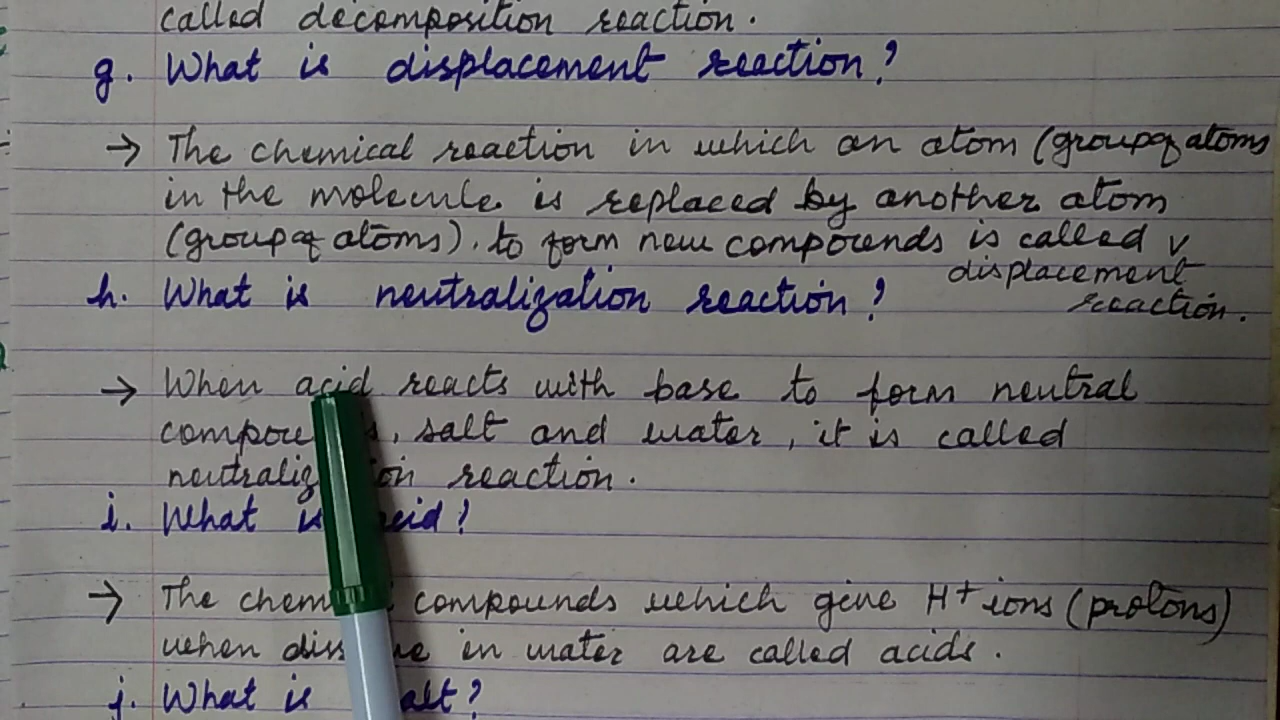 called decomposition reaction.
g. What is displacement reaction?
→ The chemical reaction in which an atom (group of atoms
in the molecule is replaced by another atom
(group of atoms). to form new compounds is called v
displacement
reaction.
h. What is neutralization reaction?
→ When acid reacts with base to form neutral
, salt and water, it is called
reaction.
i. What is
→ The compounds which give H+ ions (protons)
when in water are called acids.
j. What is